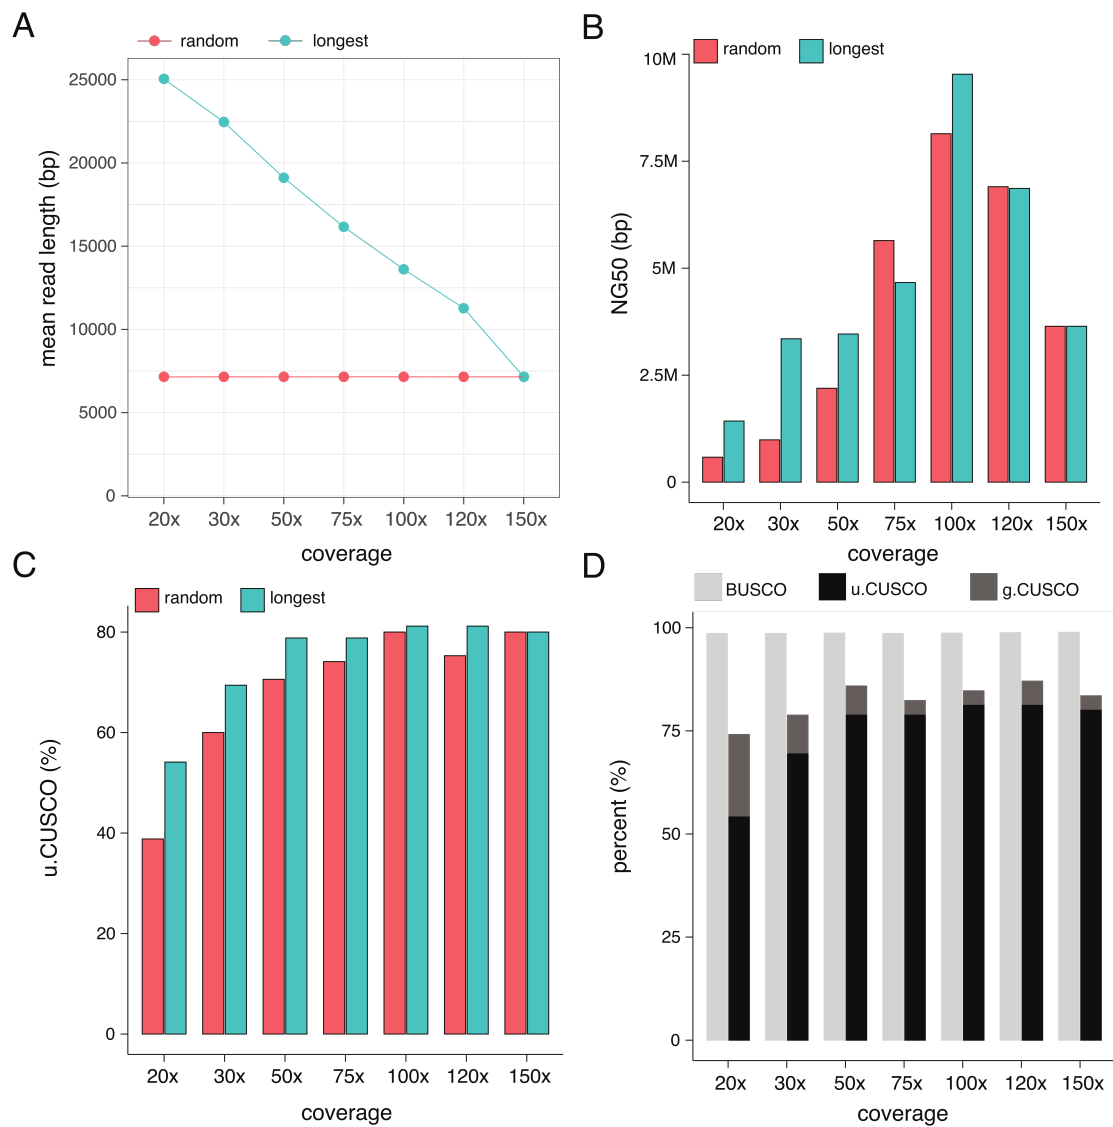 A
random longest
25000
20000
15000
10000
5000
0
mean read length (bp)
20x 30x 50x 75x 100x 120x 150x
coverage
B
random longest
10M
7.5M
5M
2.5M
0
NG50 (bp)
20x 30x 50x 75x 100x 120x 150x
coverage
C
random longest
80
60
40
20
0
u.CUSCO (%)
20x 30x 50x 75x 100x 120x 150x
coverage
D
BUSCO u.CUSCO g.CUSCO
100
75
50
25
0
percent (%)
20x 30x 50x 75x 100x 120x 150x
coverage